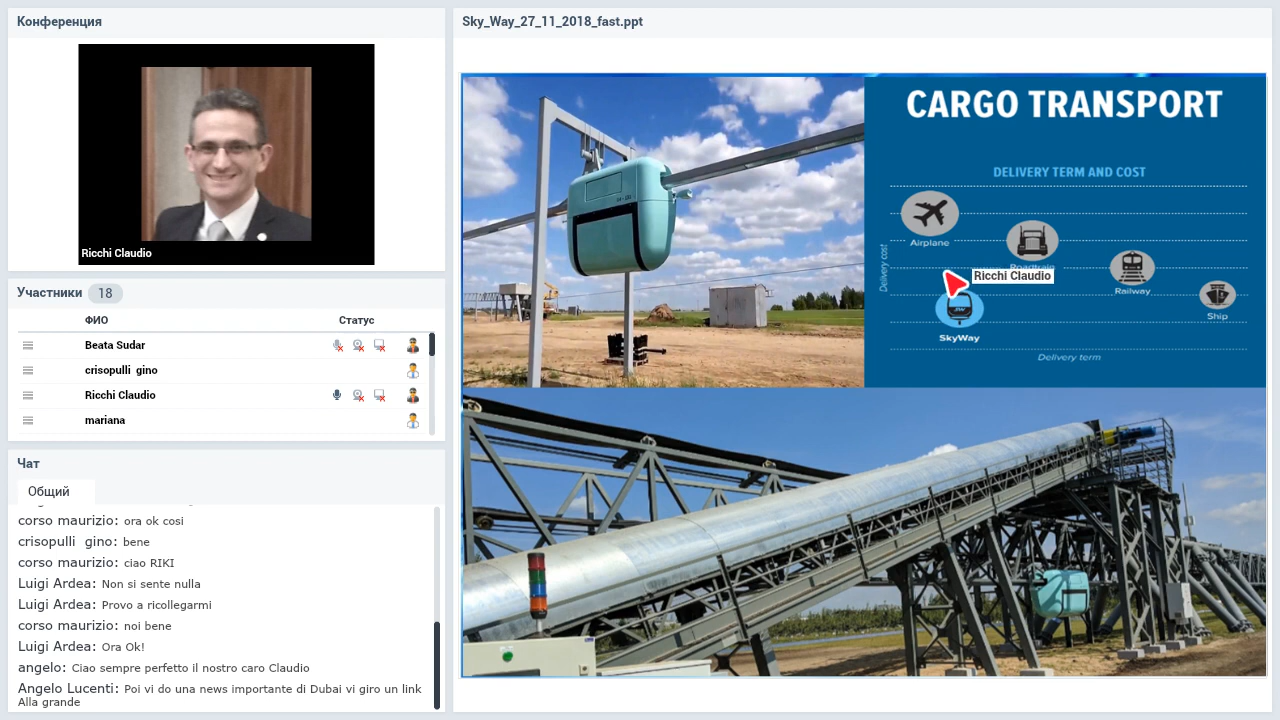 Конференция
Ricchi Claudio
Участники 18
ФИО Статус
Beata Sudar
crisopulli gino
Ricchi Claudio
mariana
Чат
Общий
corso maurizio: ora ok cosi
crisopulli gino: bene
corso maurizio: ciao RIKI
Luigi Ardea: Non si sente nulla
Luigi Ardea: Provo a ricollegarmi
corso maurizio: noi bene
Luigi Ardea: Ora Ok!
angelo: Ciao sempre perfetto il nostro caro Claudio
Angelo Lucenti: Poi vi do una news importante di Dubai vi giro un link
Alla grande
Sky_Way_27_11_2018_fast.ppt
CARGO TRANSPORT
DELIVERY TERM AND COST
Delivery cost
Airplane
Roadtrain
Ricchi Claudio
Railway
Ship
SkyWay
Delivery term